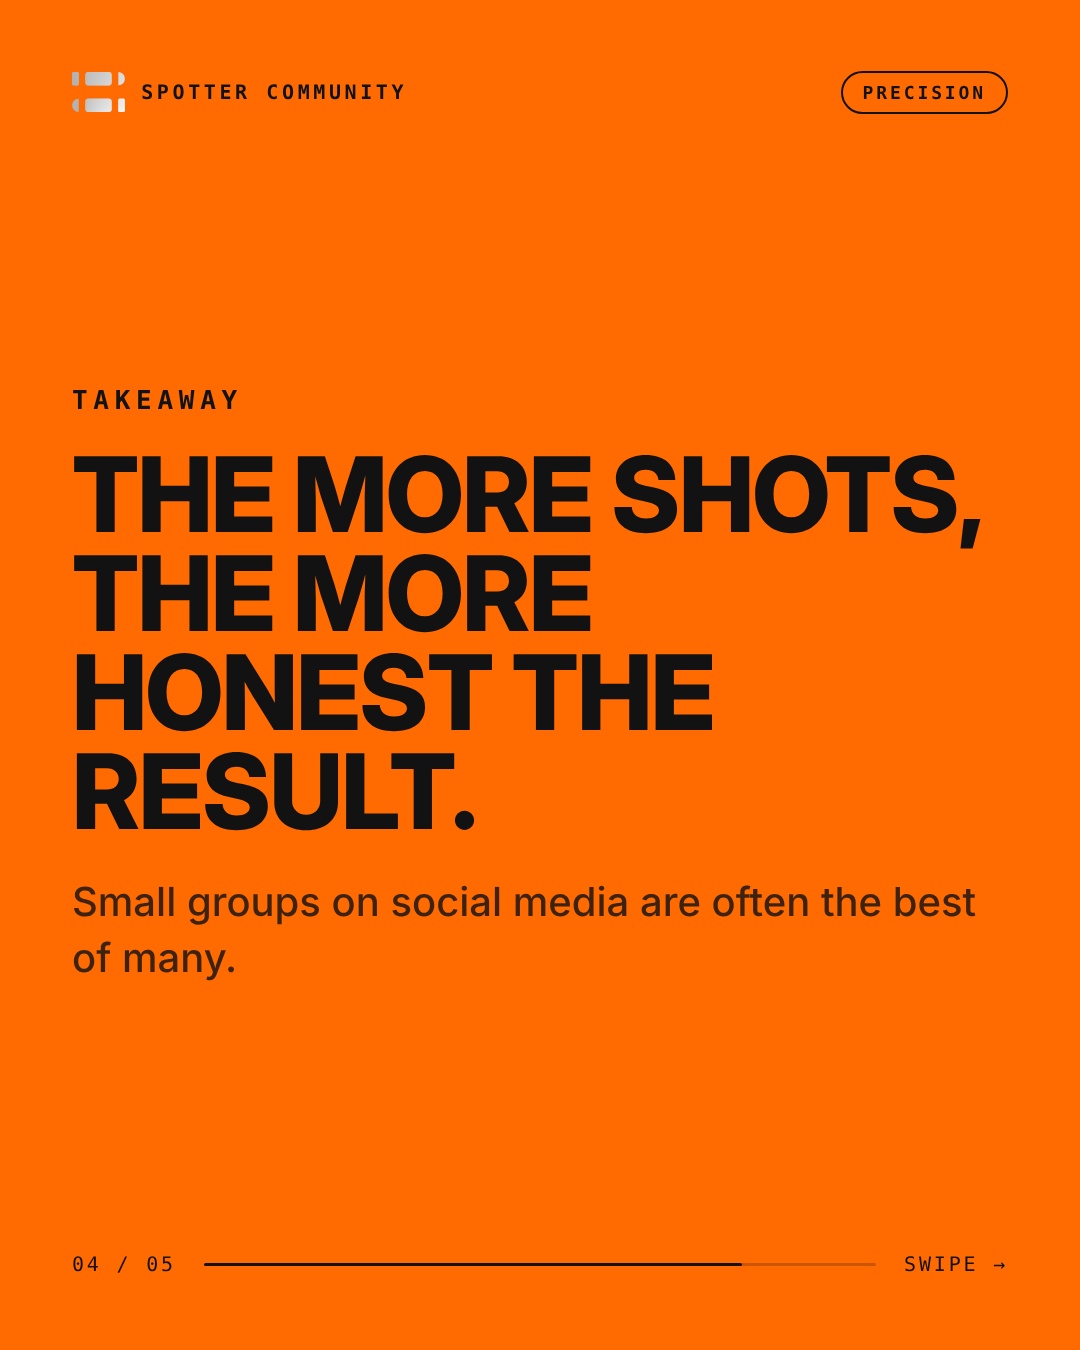 SPOTTER COMMUNITY
PRECISION
TAKEAWAY
THE MORE SHOTS,
THE MORE
HONEST THE
RESULT.
Small groups on social media are often the best
of many.
04 / 05
SWIPE →